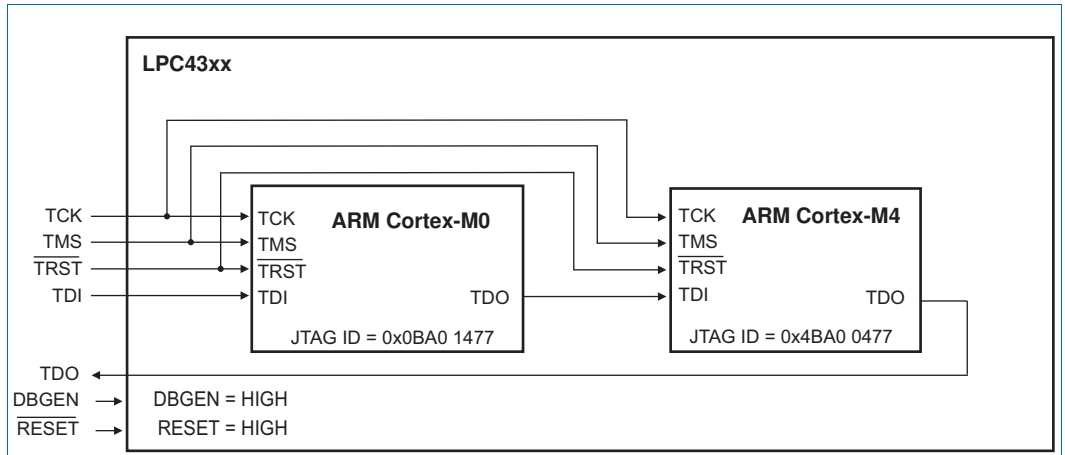 LPC43xx
TCK
TMS
TRST
TDI
TDO
DBGEN
RESET
TCK
TMS
TRST
TDI
ARM Cortex-M0
TDO
JTAG ID = 0x0BA0 1477
TCK
TMS
TRST
TDI
ARM Cortex-M4
TDO
JTAG ID = 0x4BA0 0477
DBGEN = HIGH
RESET = HIGH